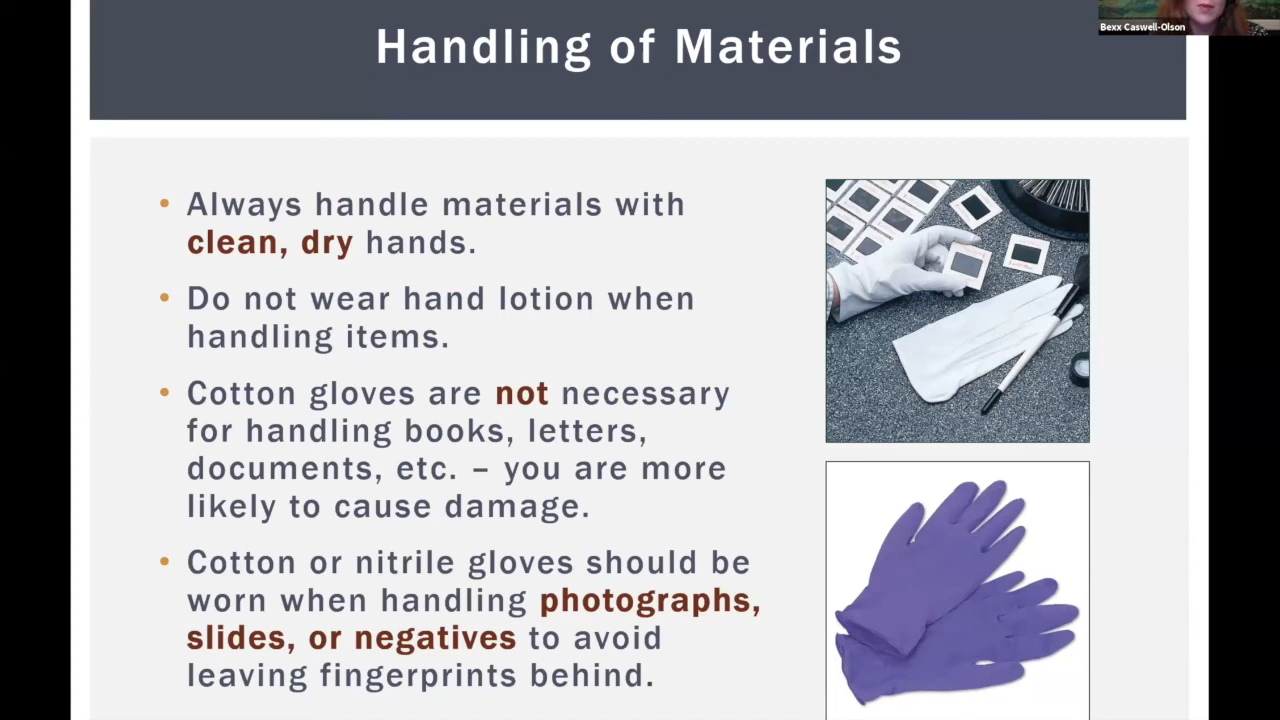 Handling of Materials
Bexx Caswell-Olson
• Always handle materials with
clean, dry hands.
• Do not wear hand lotion when
handling items.
• Cotton gloves are not necessary
for handling books, letters,
documents, etc. – you are more
likely to cause damage.
• Cotton or nitrile gloves should be
worn when handling photographs,
slides, or negatives to avoid
leaving fingerprints behind.